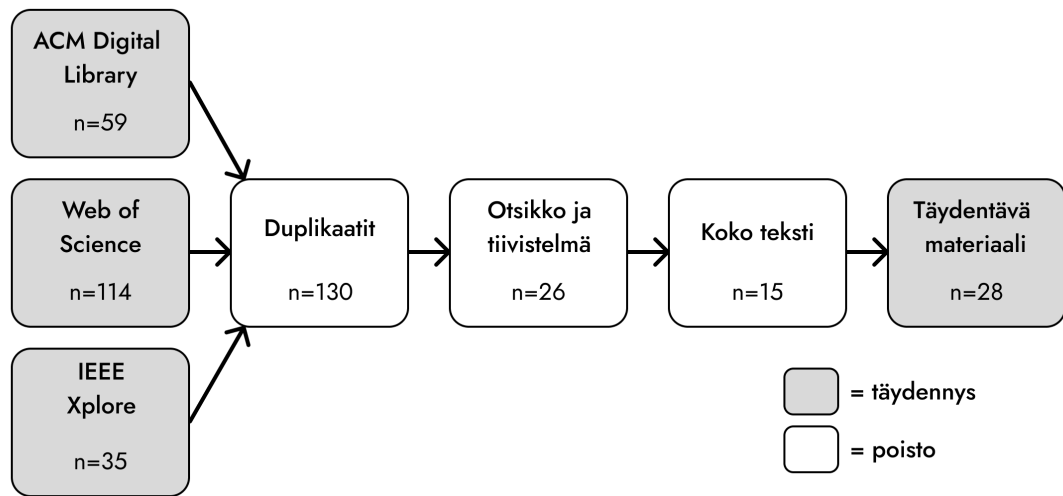 ACM Digital
Library
n=59
Web of
Science
n=114
IEEE
Xplore
n=35
Duplikaatit
n=130
Otsikko ja
tiivistelmä
n=26
Koko teksti
n=15
Täydentävä
materiaali
n=28
= täydennys
= poisto